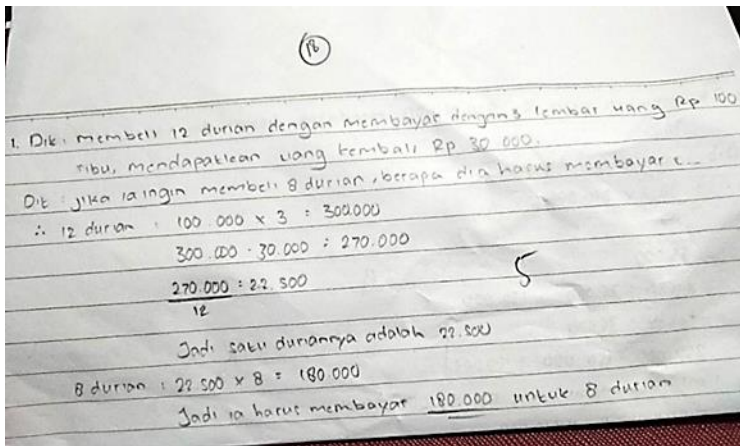 18
1. Dik : membeli 12 durian dengan membayar dengan 3 lembar uang Rp 100
ribu, mendapatkan uang kembali Rp 30 000.
Dit : jika ia ingin membeli 8 durian, berapa dia harus membayar ...
∴ 12 durian : 100.000 x 3 = 300.000
300.000 - 30.000 = 270.000
270.000 = 22.500
12
5
Jadi satu duriannya adalah 22.500
8 durian : 22 500 x 8 = 180.000
Jadi ia harus membayar 180.000 untuk 8 durian